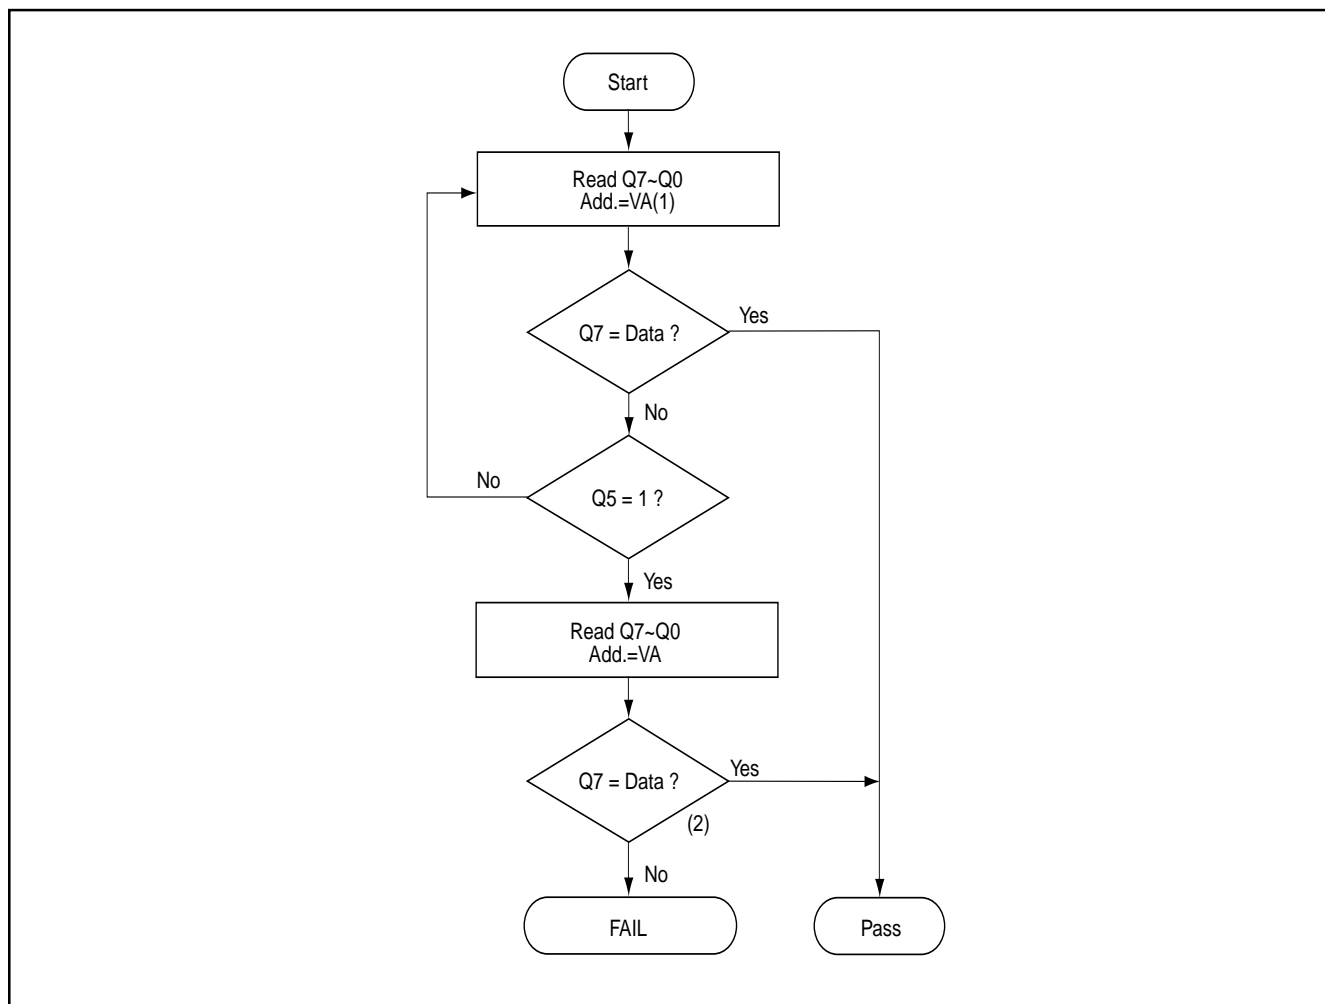 Start
Read Q7~Q0
Add.=VA(1)
Q7 = Data ?
Yes
No
Q5 = 1 ?
No
Yes
Read Q7~Q0
Add.=VA
Q7 = Data ?
Yes
(2)
No
FAIL
Pass